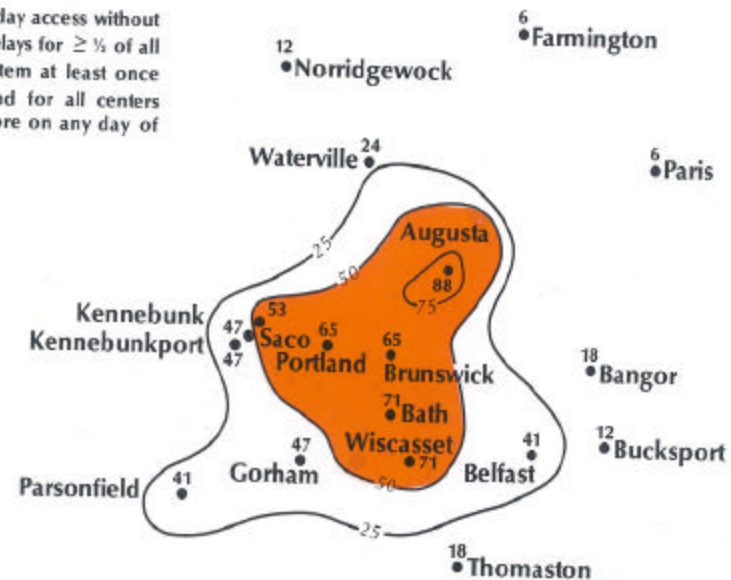 day access without
lays for ≥ ⅓ of all
tem at least once
d for all centers
re on any day of
6
Farmington
12
Norridgewock
24
Waterville
6
Paris
25
Augusta
50
88
75
Kennebunk
53
Kennebunkport
47
Saco
47
65
Portland
65
Brunswick
18
Bangor
71
Bath
12
Bucksport
47
Gorham
Wiscasset
71
41
Belfast
Parsonfield
41
50
25
18
Thomaston